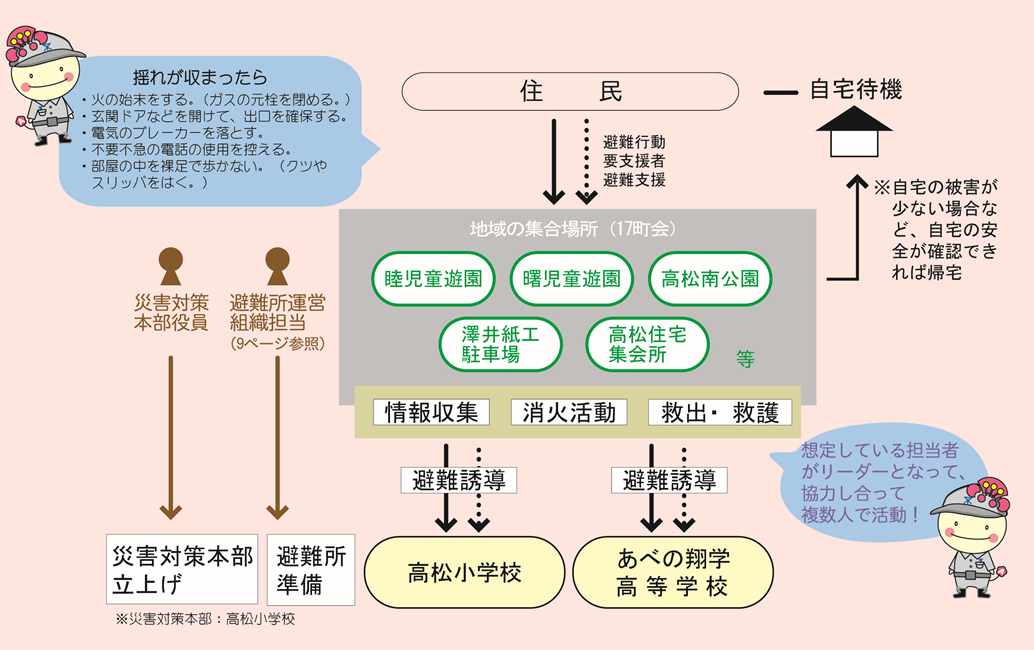 揺れが収まったら
・火の始末をする。（ガスの元栓を閉める。）
・玄関ドアなどを開けて、出口を確保する。
・電気のブレーカーを落とす。
・不要不急の電話の使用を控える。
・部屋の中を裸足で歩かない。（クツや
スリッパをはく。）
住　民
自宅待機
避難行動
要支援者
避難支援
※自宅の被害が
少ない場合な
ど、自宅の安
全が確認でき
れば帰宅
地域の集合場所（17町会）
睦児童遊園
曙児童遊園
高松南公園
澤井紙工
駐車場
高松住宅
集会所
等
災害対策
本部役員
避難所運営
組織担当
（9ページ参照）
情報収集
消火活動
救出・救護
避難誘導
避難誘導
想定している担当者
がリーダーとなって、
協力し合って
複数人で活動！
災害対策本部
立上げ
避難所
準備
高松小学校
あべの翔学
高等学校
※災害対策本部：高松小学校